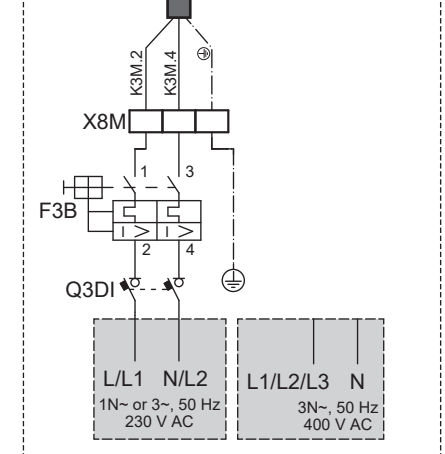 K3M.2
K3M.4
X8M
1 3
F3B
I > I >
2 4
Q3DI
L/L1 N/L2
1N~ or 3~, 50 Hz
230 V AC
L1/L2/L3 N
3N~, 50 Hz
400 V AC